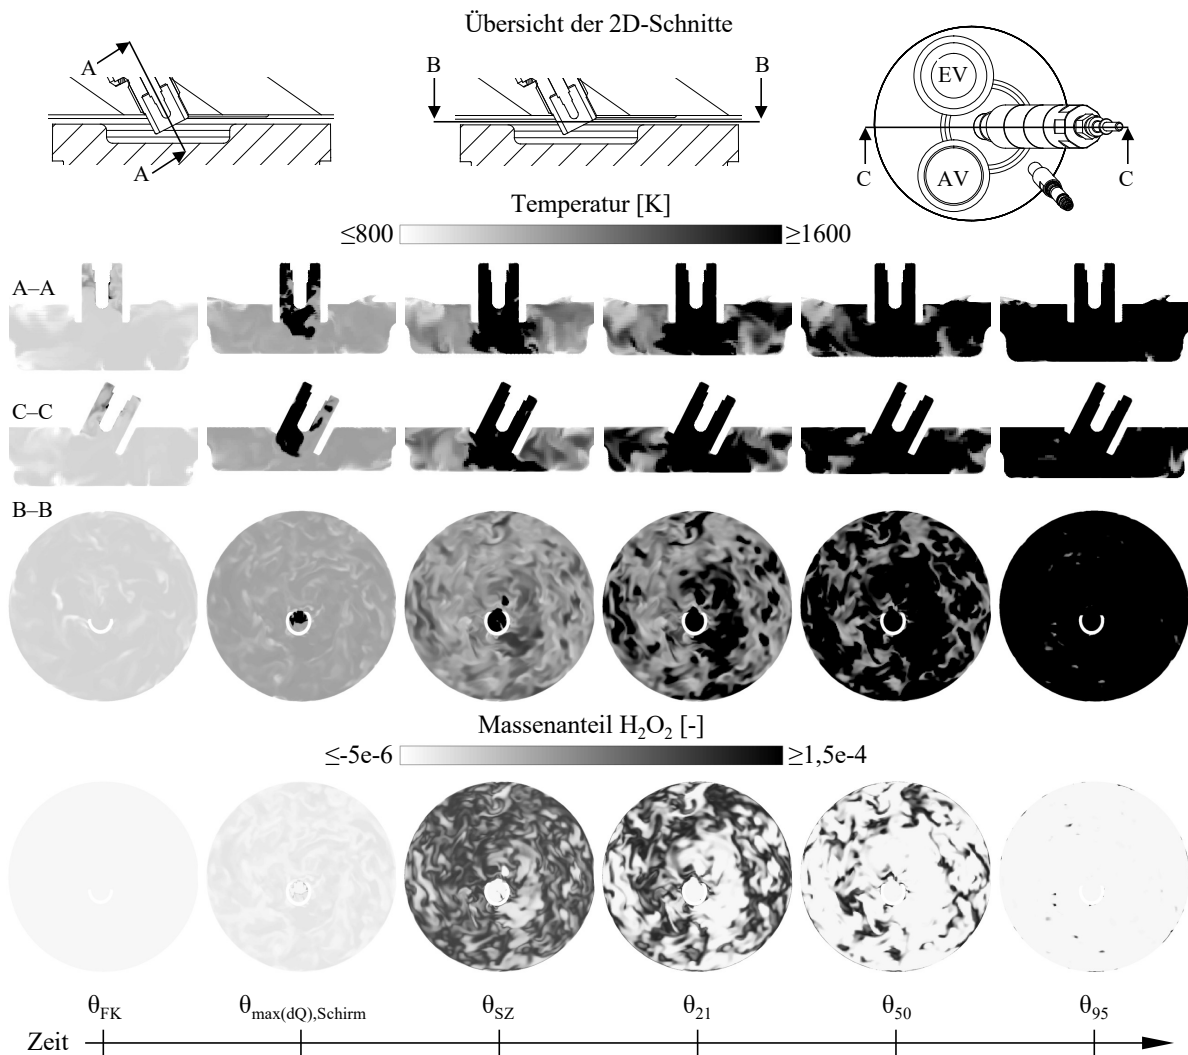 Übersicht der 2D-Schnitte
A
A
B B
EV
AV
C C
Temperatur [K]
≤800 ≥1600
A–A
C–C
B–B
Massenanteil H₂O₂ [-]
≤-5e-6 ≥1,5e-4
θFK θmax(dQ),Schirm θSZ θ21 θ50 θ95
Zeit